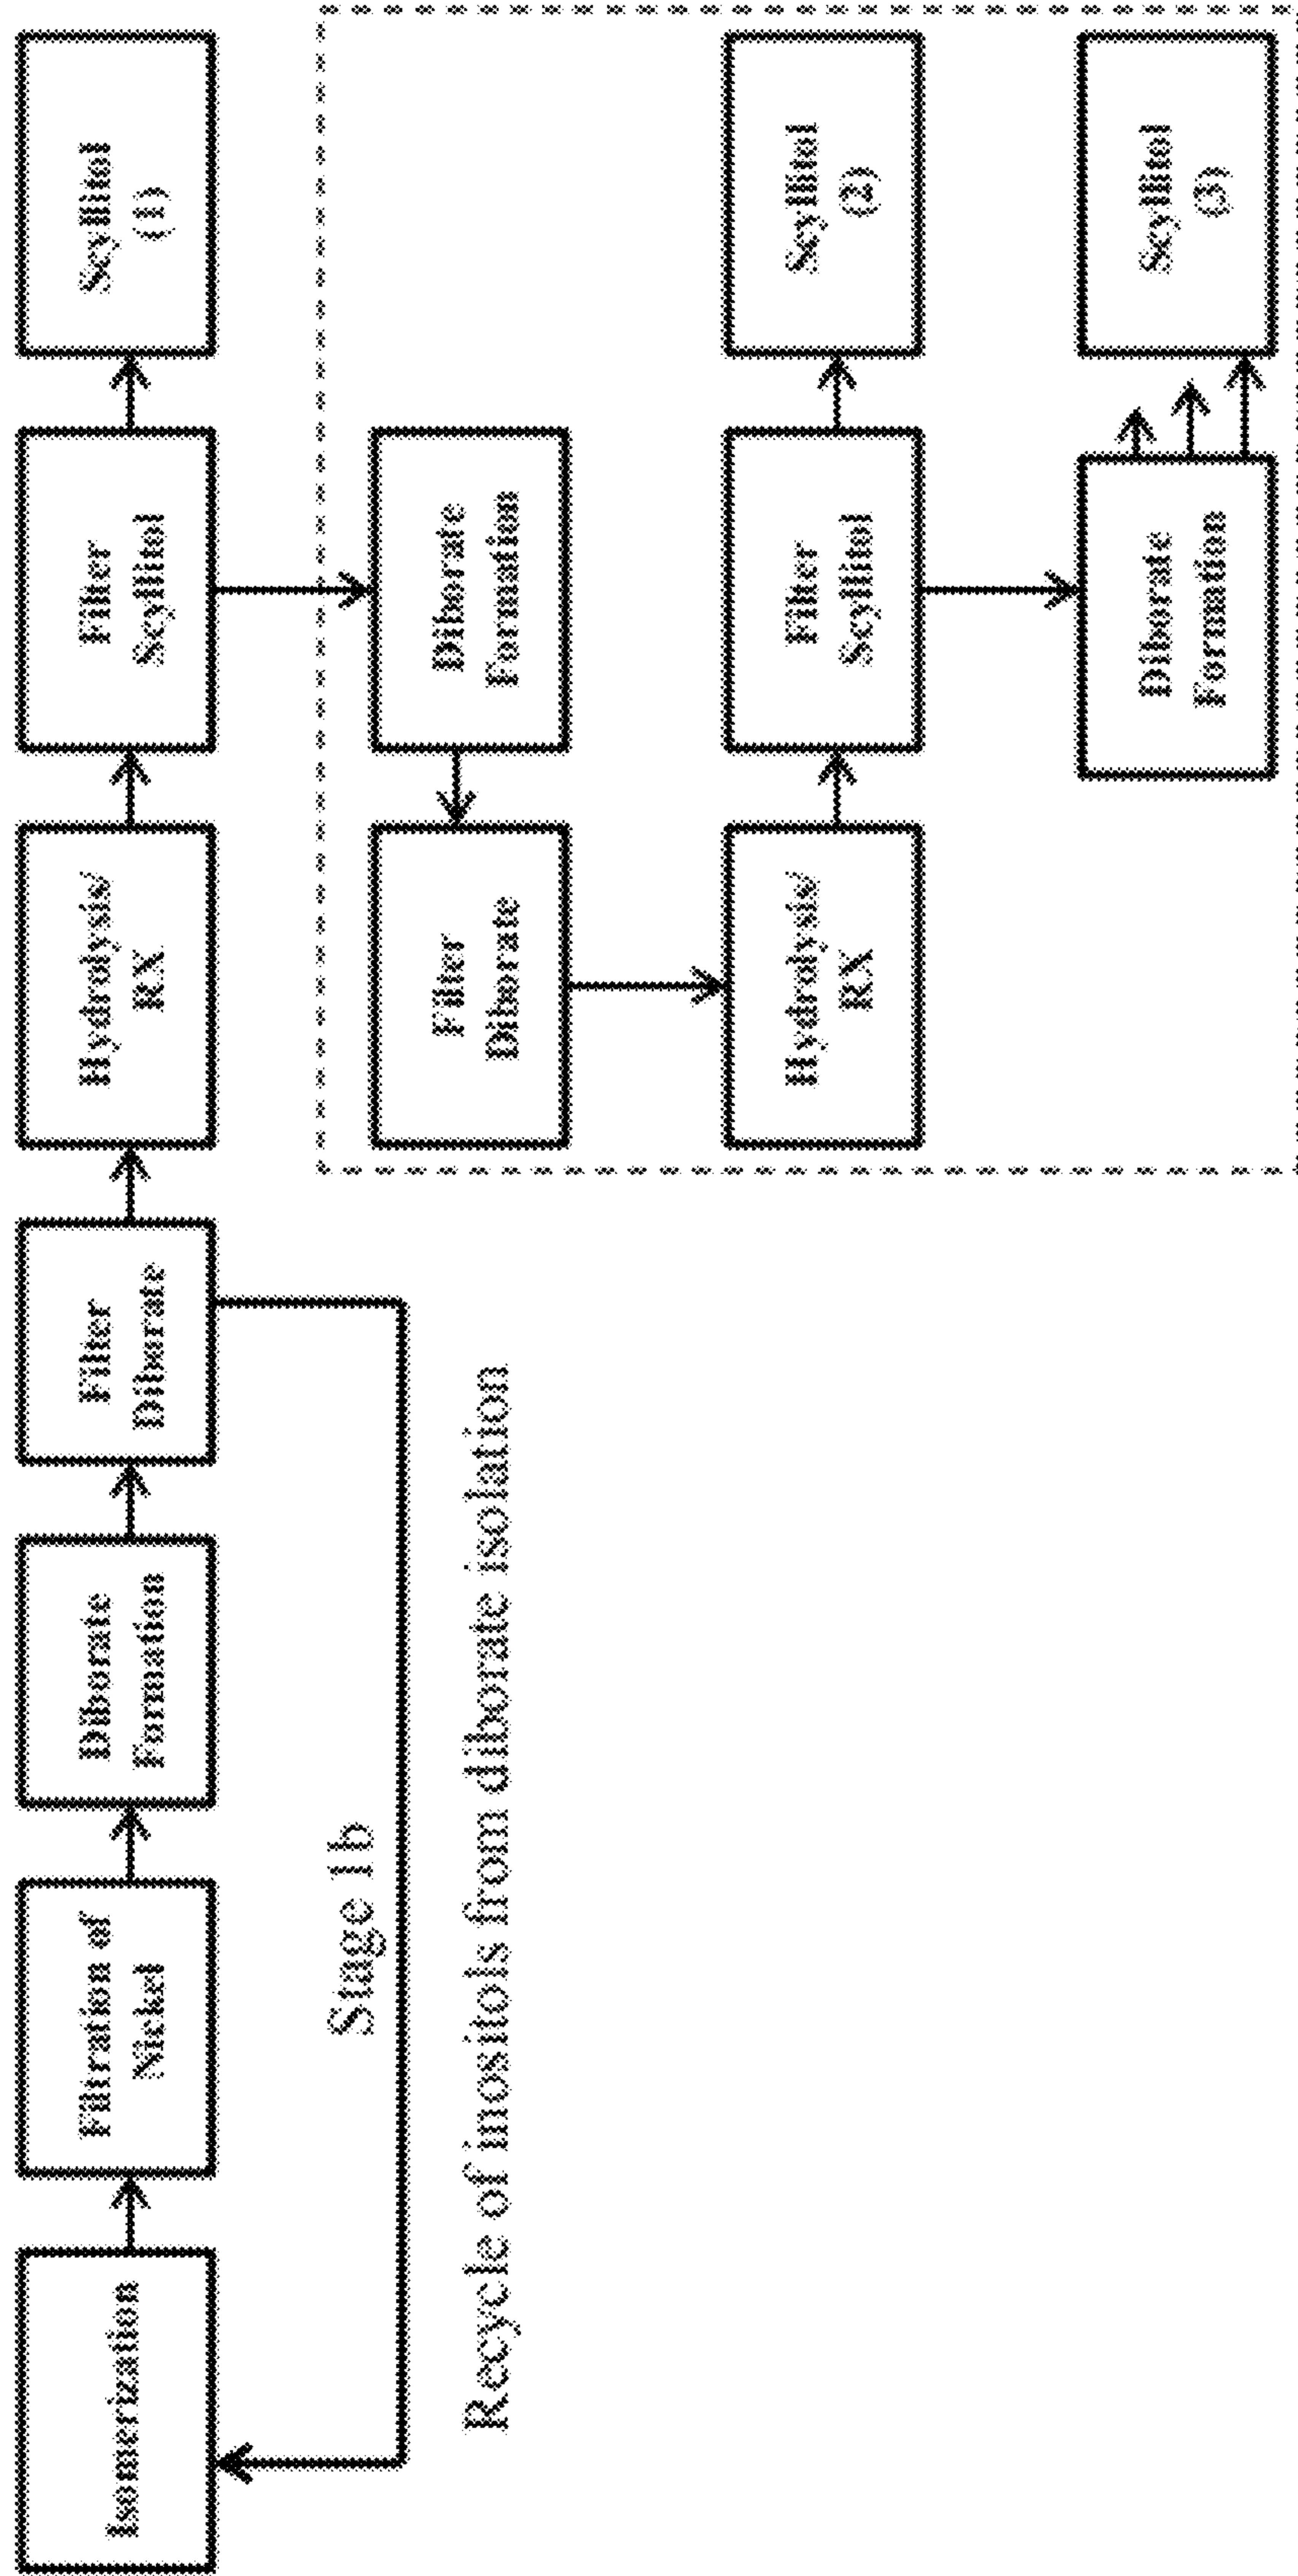 Isomerization
Filtration of
Nickel
Diborate
Formation
Filter
Diborate
Hydrolysis/
RX
Filter
Scyllitol
Scyllitol
(1)
Stage 1b
Recycle of inositols from diborate isolation
Filter
Diborate
Diborate
Formation
Hydrolysis/
RX
Filter
Scyllitol
Scyllitol
(2)
Diborate
Formation
Scyllitol